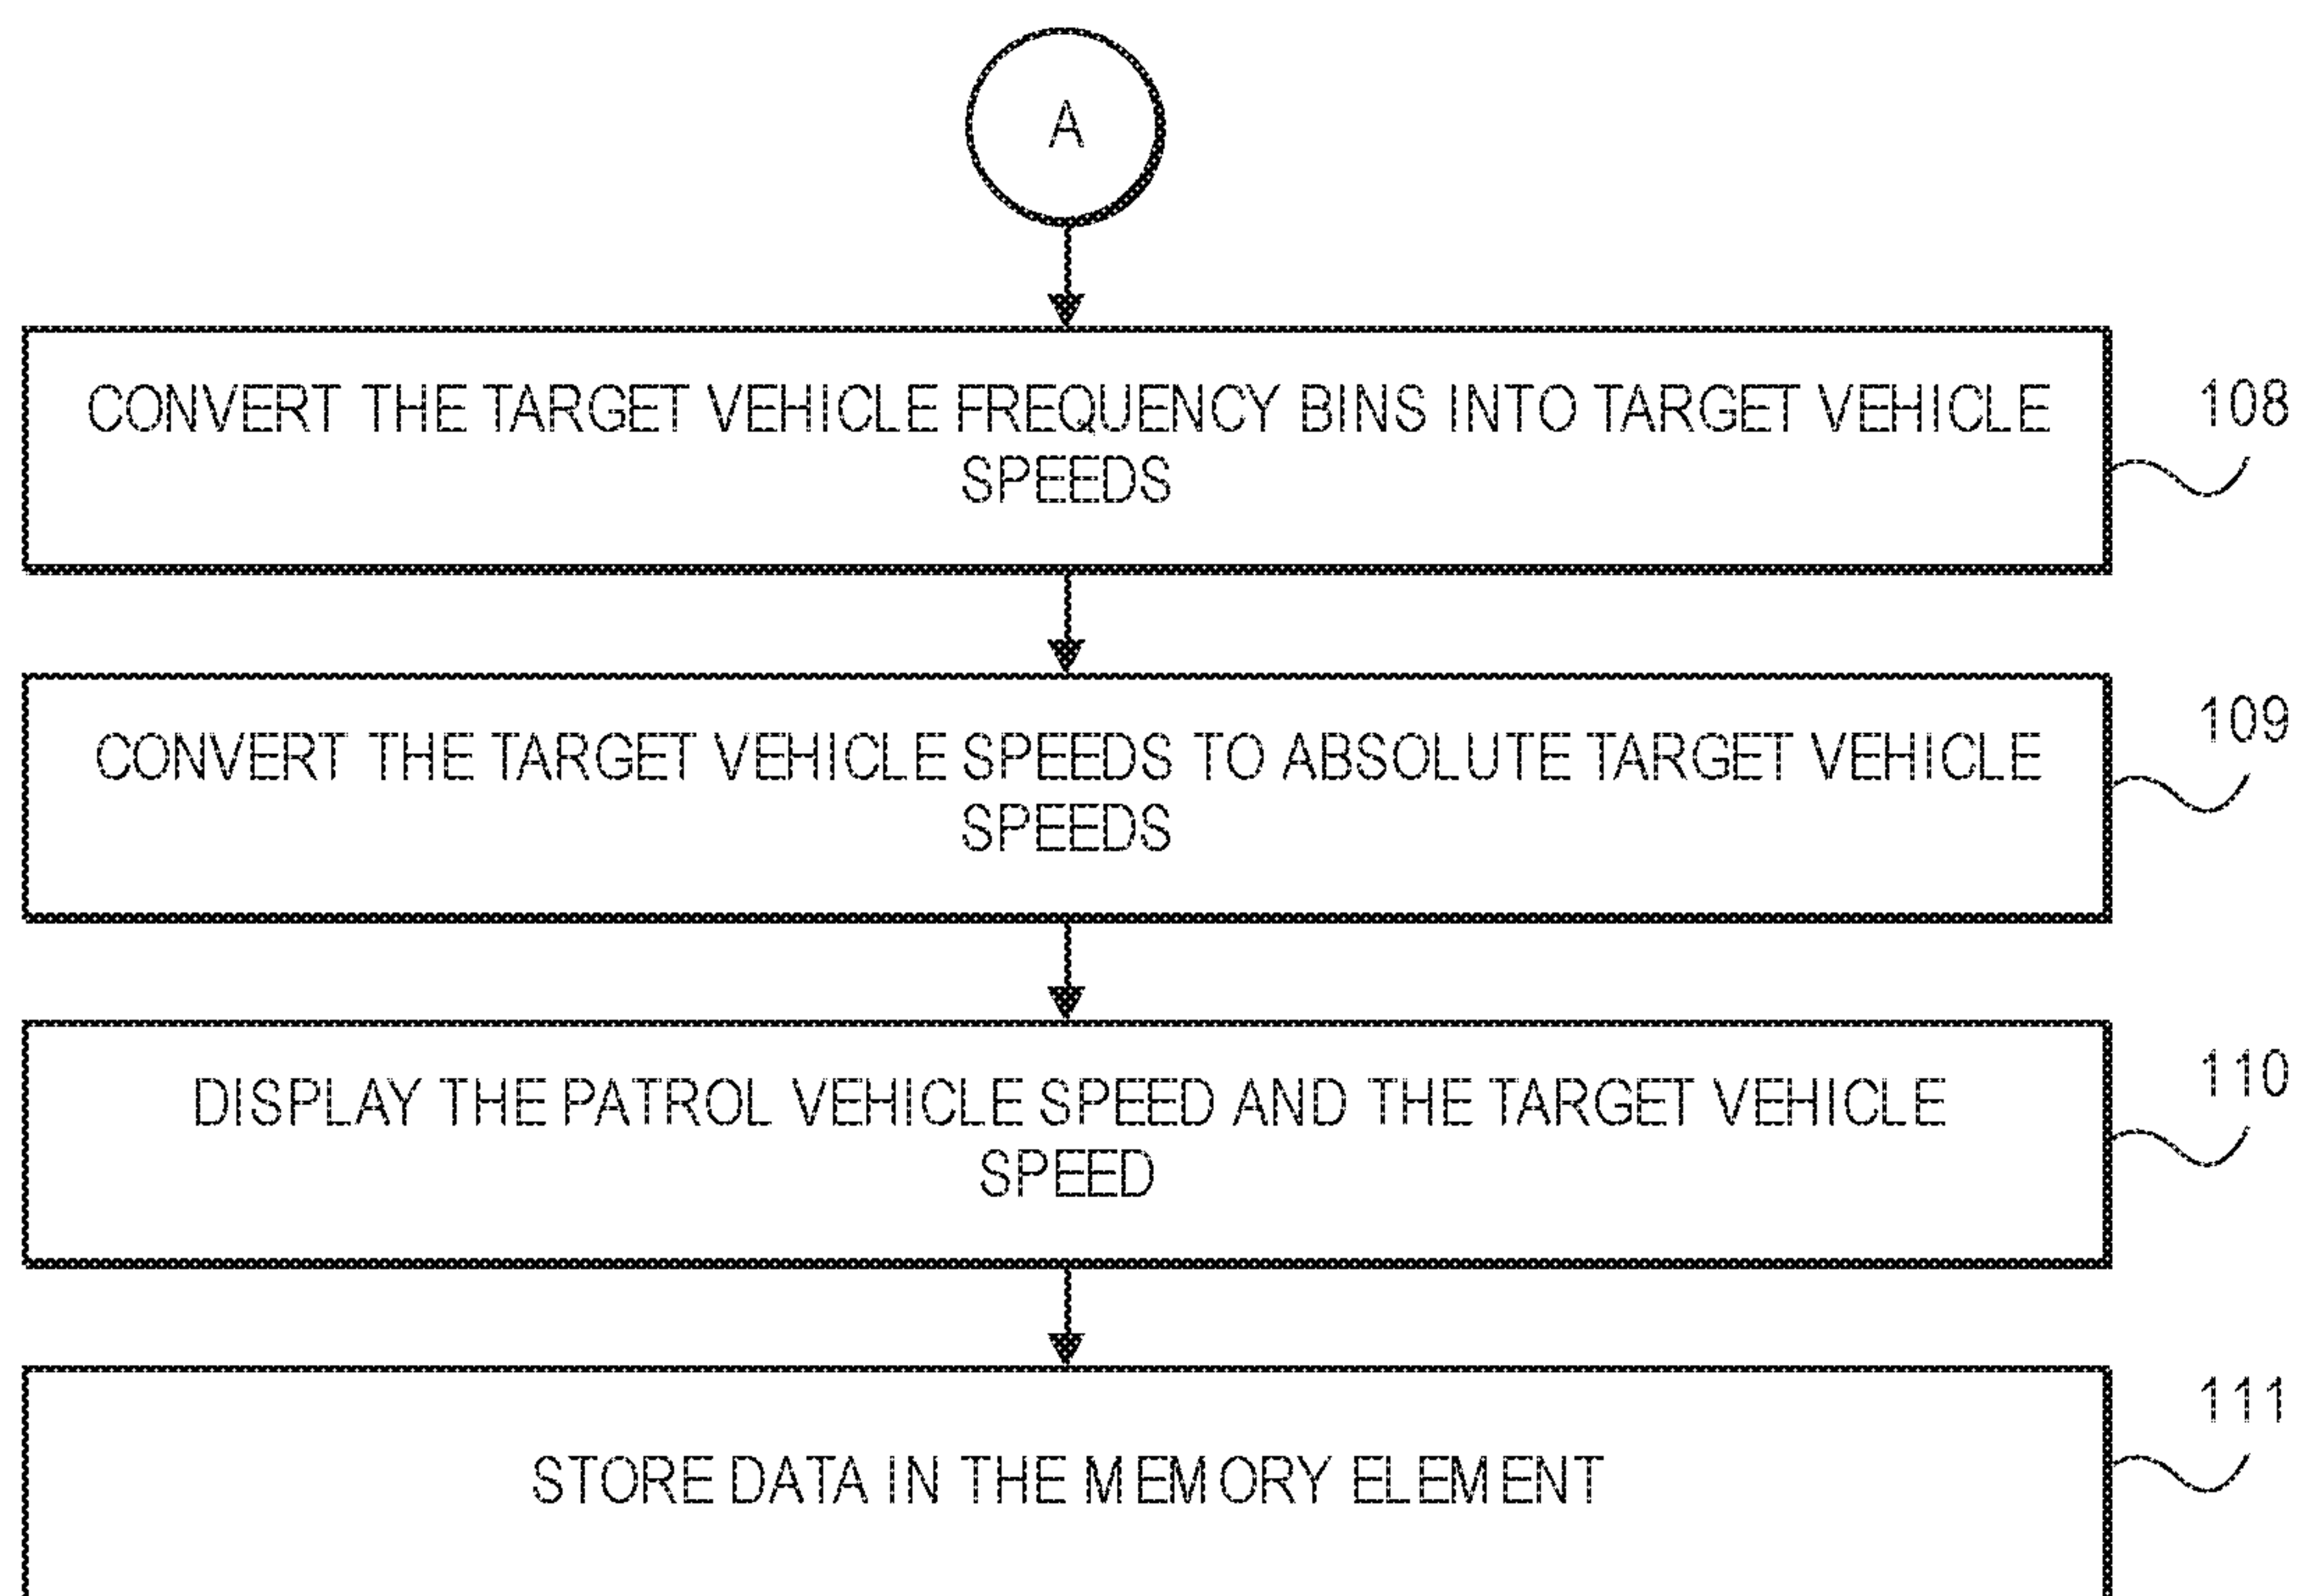 A
CONVERT THE TARGET VEHICLE FREQUENCY BINS INTO TARGET VEHICLE
SPEEDS
108
CONVERT THE TARGET VEHICLE SPEEDS TO ABSOLUTE TARGET VEHICLE
SPEEDS
109
DISPLAY THE PATROL VEHICLE SPEED AND THE TARGET VEHICLE
SPEED
110
STORE DATA IN THE MEMORY ELEMENT
111